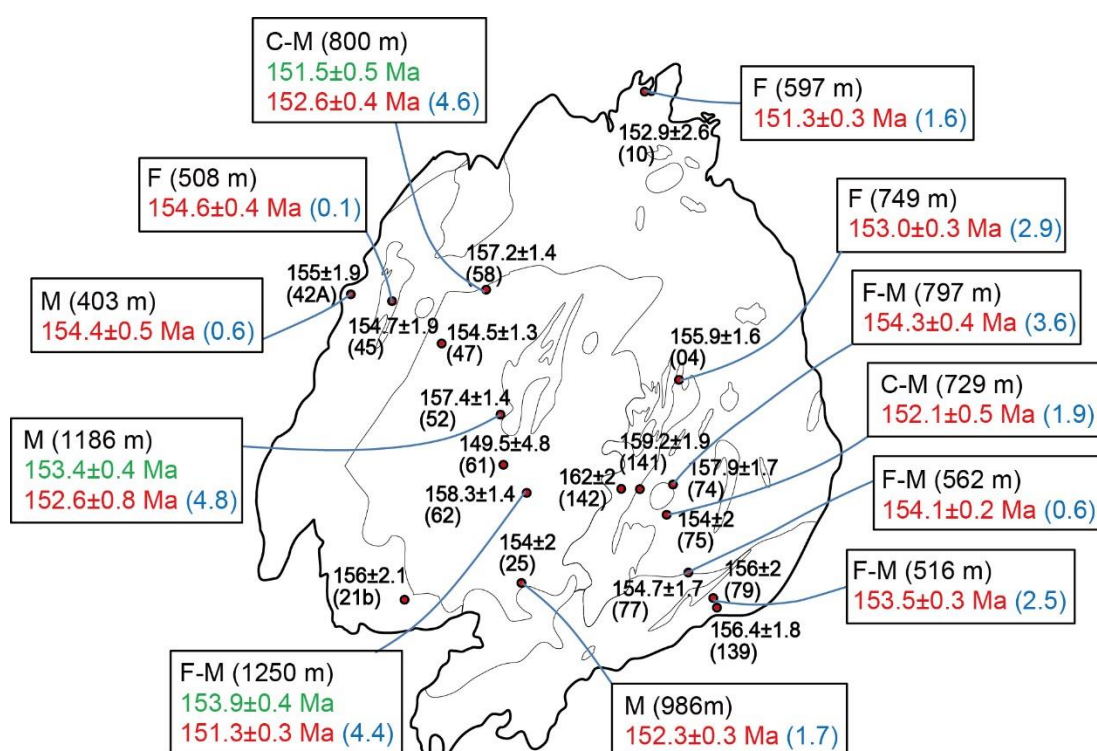 C-M (800 m)
151.5±0.5 Ma
152.6±0.4 Ma (4.6)
F (597 m)
151.3±0.3 Ma (1.6)
152.9±2.6
(10)
F (508 m)
154.6±0.4 Ma (0.1)
F (749 m)
153.0±0.3 Ma (2.9)
157.2±1.4
(58)
155±1.9
(42A)
M (403 m)
154.4±0.5 Ma (0.6)
F-M (797 m)
154.3±0.4 Ma (3.6)
154.7±1.9
(45)
154.5±1.3
(47)
155.9±1.6
(04)
C-M (729 m)
152.1±0.5 Ma (1.9)
157.4±1.4
(52)
M (1186 m)
153.4±0.4 Ma
152.6±0.8 Ma (4.8)
149.5±4.8
(61)
159.2±1.9
(141)
162±2
(142)
157.9±1.7
(74)
F-M (562 m)
154.1±0.2 Ma (0.6)
158.3±1.4
(62)
154±2
(75)
154±2
(25)
156±2.1
(21b)
154.7±1.7
(77)
156±2
(79)
F-M (516 m)
153.5±0.3 Ma (2.5)
156.4±1.8
(139)
F-M (1250 m)
153.9±0.4 Ma
151.3±0.3 Ma (4.4)
M (986m)
152.3±0.3 Ma (1.7)